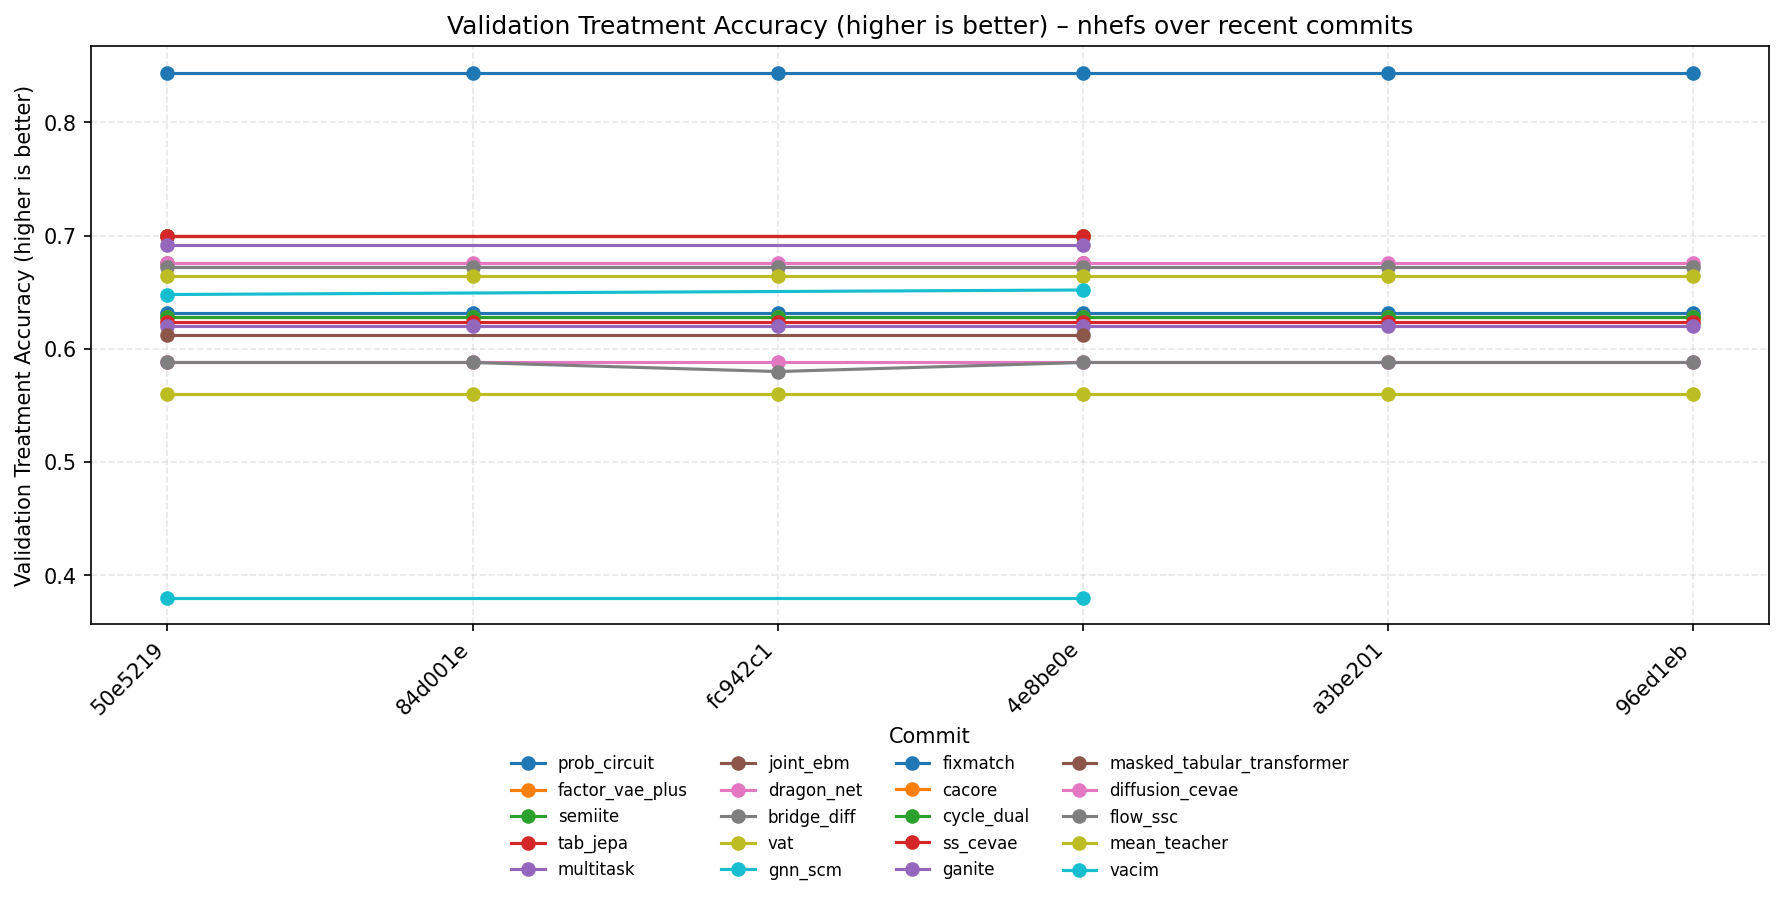 Validation Treatment Accuracy (higher is better) – nhefs over recent commits
Validation Treatment Accuracy (higher is better)
0.8
0.7
0.6
0.5
0.4
50e5219
84d001e
fc942c1
4e8be0e
a3be201
96ed1eb
Commit
prob_circuit
factor_vae_plus
semiite
tab_jepa
multitask
joint_ebm
dragon_net
bridge_diff
vat
gnn_scm
fixmatch
cacore
cycle_dual
ss_cevae
ganite
masked_tabular_transformer
diffusion_cevae
flow_ssc
mean_teacher
vacim